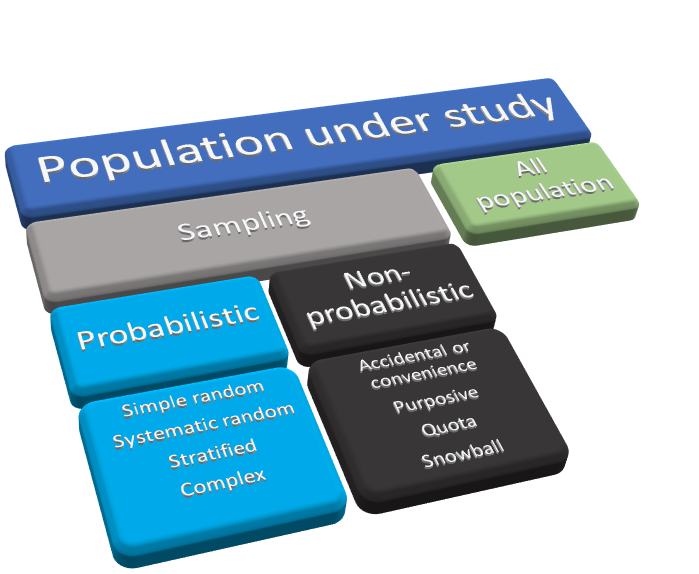 Population under study
Sampling
All
population
Probabilistic
Non-
probabilistic
Simple random
Systematic random
Stratified
Complex
Accidental or
convenience
Purposive
Quota
Snowball